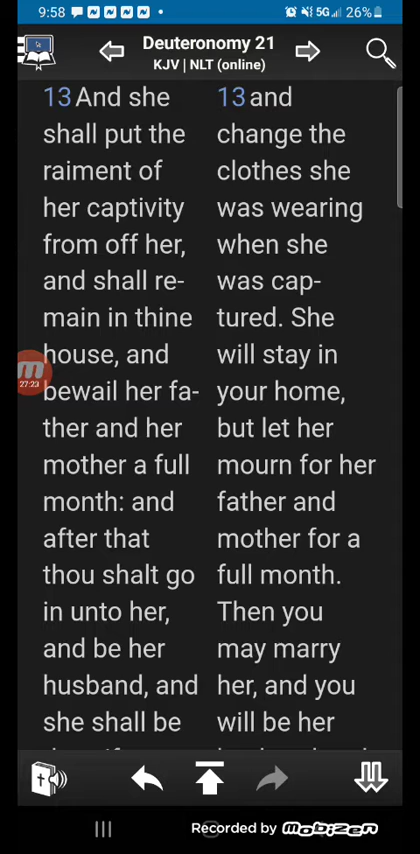 9:58 5G 26%
Deuteronomy 21
KJV | NLT (online)
13 And she
shall put the
raiment of
her captivity
from off her,
and shall re-
main in thine
house, and
bewail her fa-
ther and her
mother a full
month: and
after that
thou shalt go
in unto her,
and be her
husband, and
she shall be
13 and
change the
clothes she
was wearing
when she
was cap-
tured. She
will stay in
your home,
but let her
mourn for her
father and
mother for a
full month.
Then you
may marry
her, and you
will be her
27:23
Recorded by mobizen